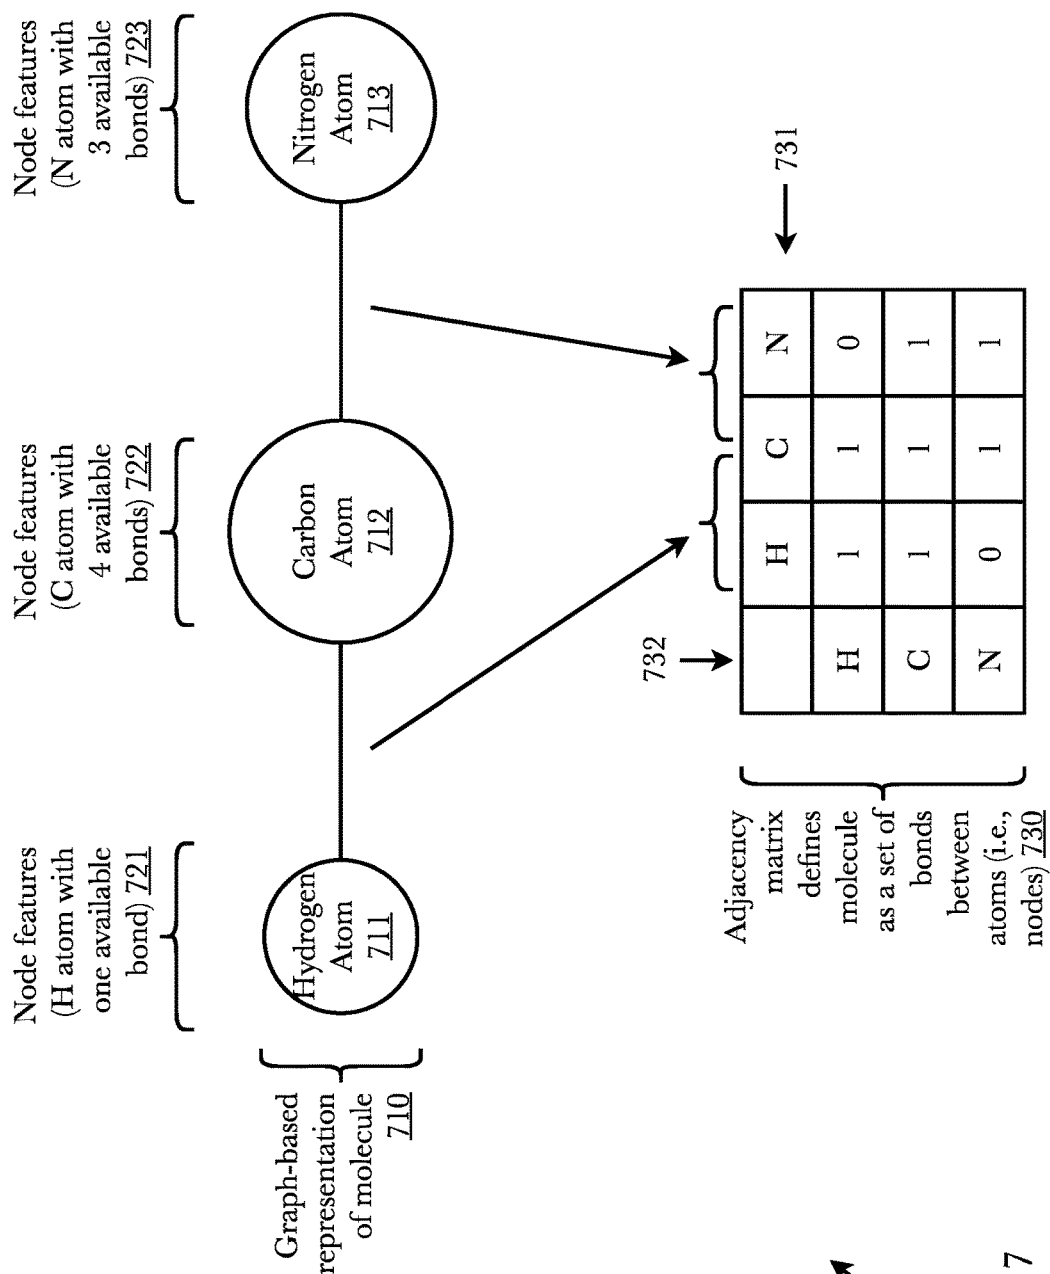 Node features
(H atom with
one available
bond) 721
Node features
(C atom with
4 available
bonds) 722
Node features
(N atom with
3 available
bonds) 723
Graph-based
representation
of molecule
710
Hydrogen
Atom
711
Carbon
Atom
712
Nitrogen
Atom
713
732
731
Adjacency
matrix
defines
molecule
as a set of
bonds
between
atoms (i.e.,
nodes) 730
H C N
H 1 1 0
C 1 1 1
N 0 1 1
7